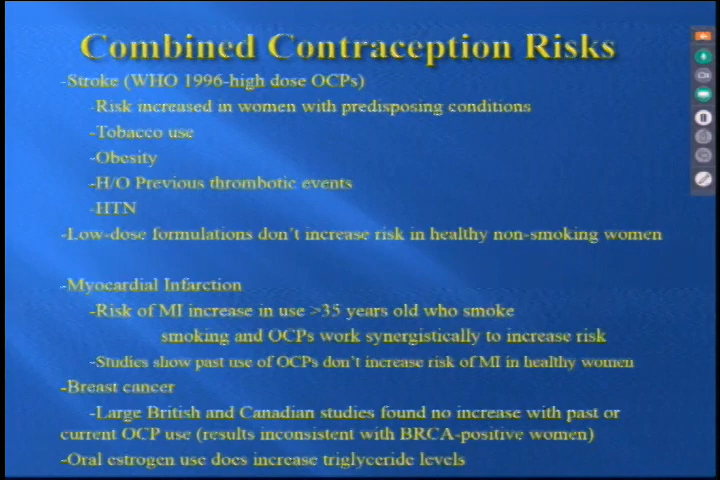 Combined Contraception Risks
-Stroke (WHO 1996-high dose OCPs)
-Risk increased in women with predisposing conditions
-Tobacco use
-Obesity
-H/O Previous thrombotic events
-HTN
-Low-dose formulations don't increase risk in healthy non-smoking women
-Myocardial Infarction
-Risk of MI increase in use >35 years old who smoke
smoking and OCPs work synergistically to increase risk
-Studies show past use of OCPs don't increase risk of MI in healthy women
-Breast cancer
-Large British and Canadian studies found no increase with past or
current OCP use (results inconsistent with BRCA-positive women)
-Oral estrogen use does increase triglyceride levels